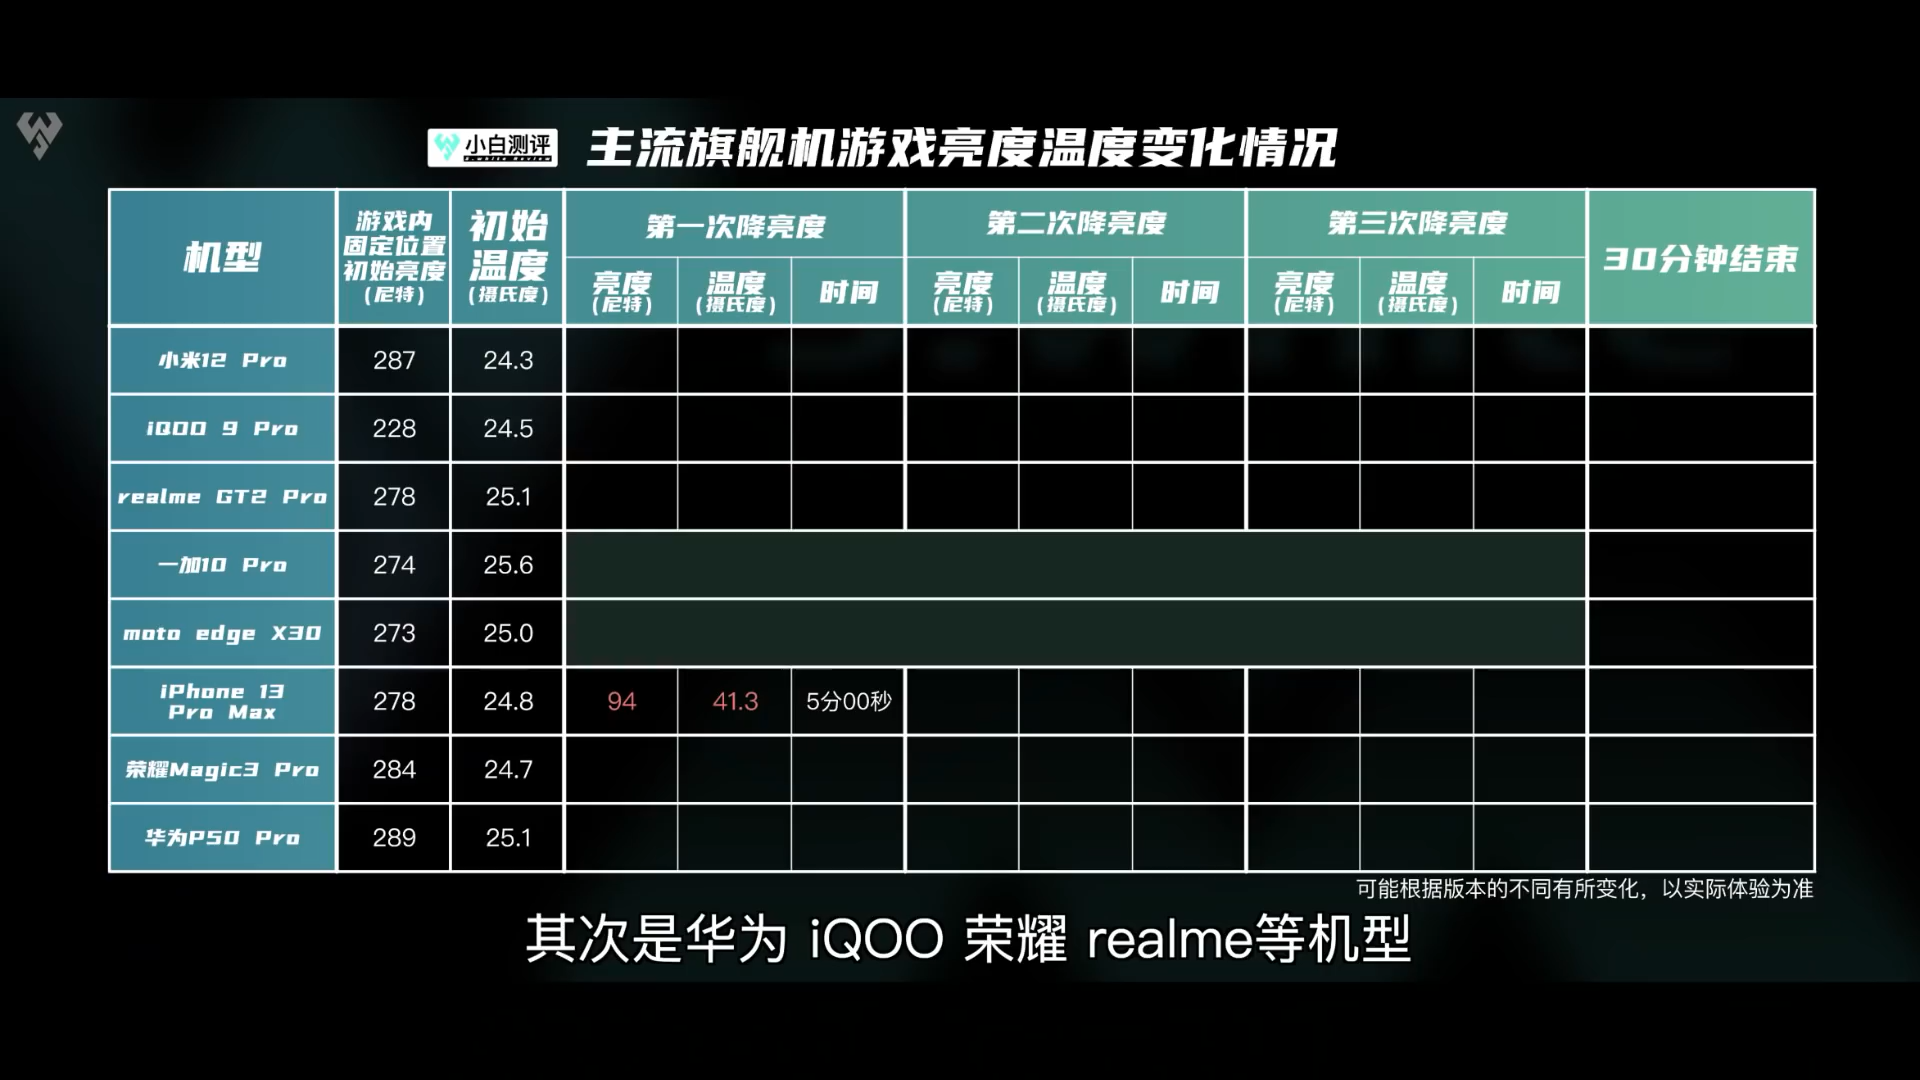 小白测评
主流旗舰机游戏亮度温度变化情况
机型
游戏内
固定位置
初始亮度
(尼特)
初始
温度
(摄氏度)
第一次降亮度
第二次降亮度
第三次降亮度
30分钟结束
亮度
(尼特)
温度
(摄氏度)
时间
亮度
(尼特)
温度
(摄氏度)
时间
亮度
(尼特)
温度
(摄氏度)
时间
小米12 Pro 287 24.3
iQOO 9 Pro 228 24.5
realme GT2 Pro 278 25.1
一加10 Pro 274 25.6
moto edge X30 273 25.0
iPhone 13
Pro Max 278 24.8 94 41.3 5分00秒
荣耀Magic3 Pro 284 24.7
华为P50 Pro 289 25.1
可能根据版本的不同有所变化，以实际体验为准
其次是华为 iQOO 荣耀 realme等机型